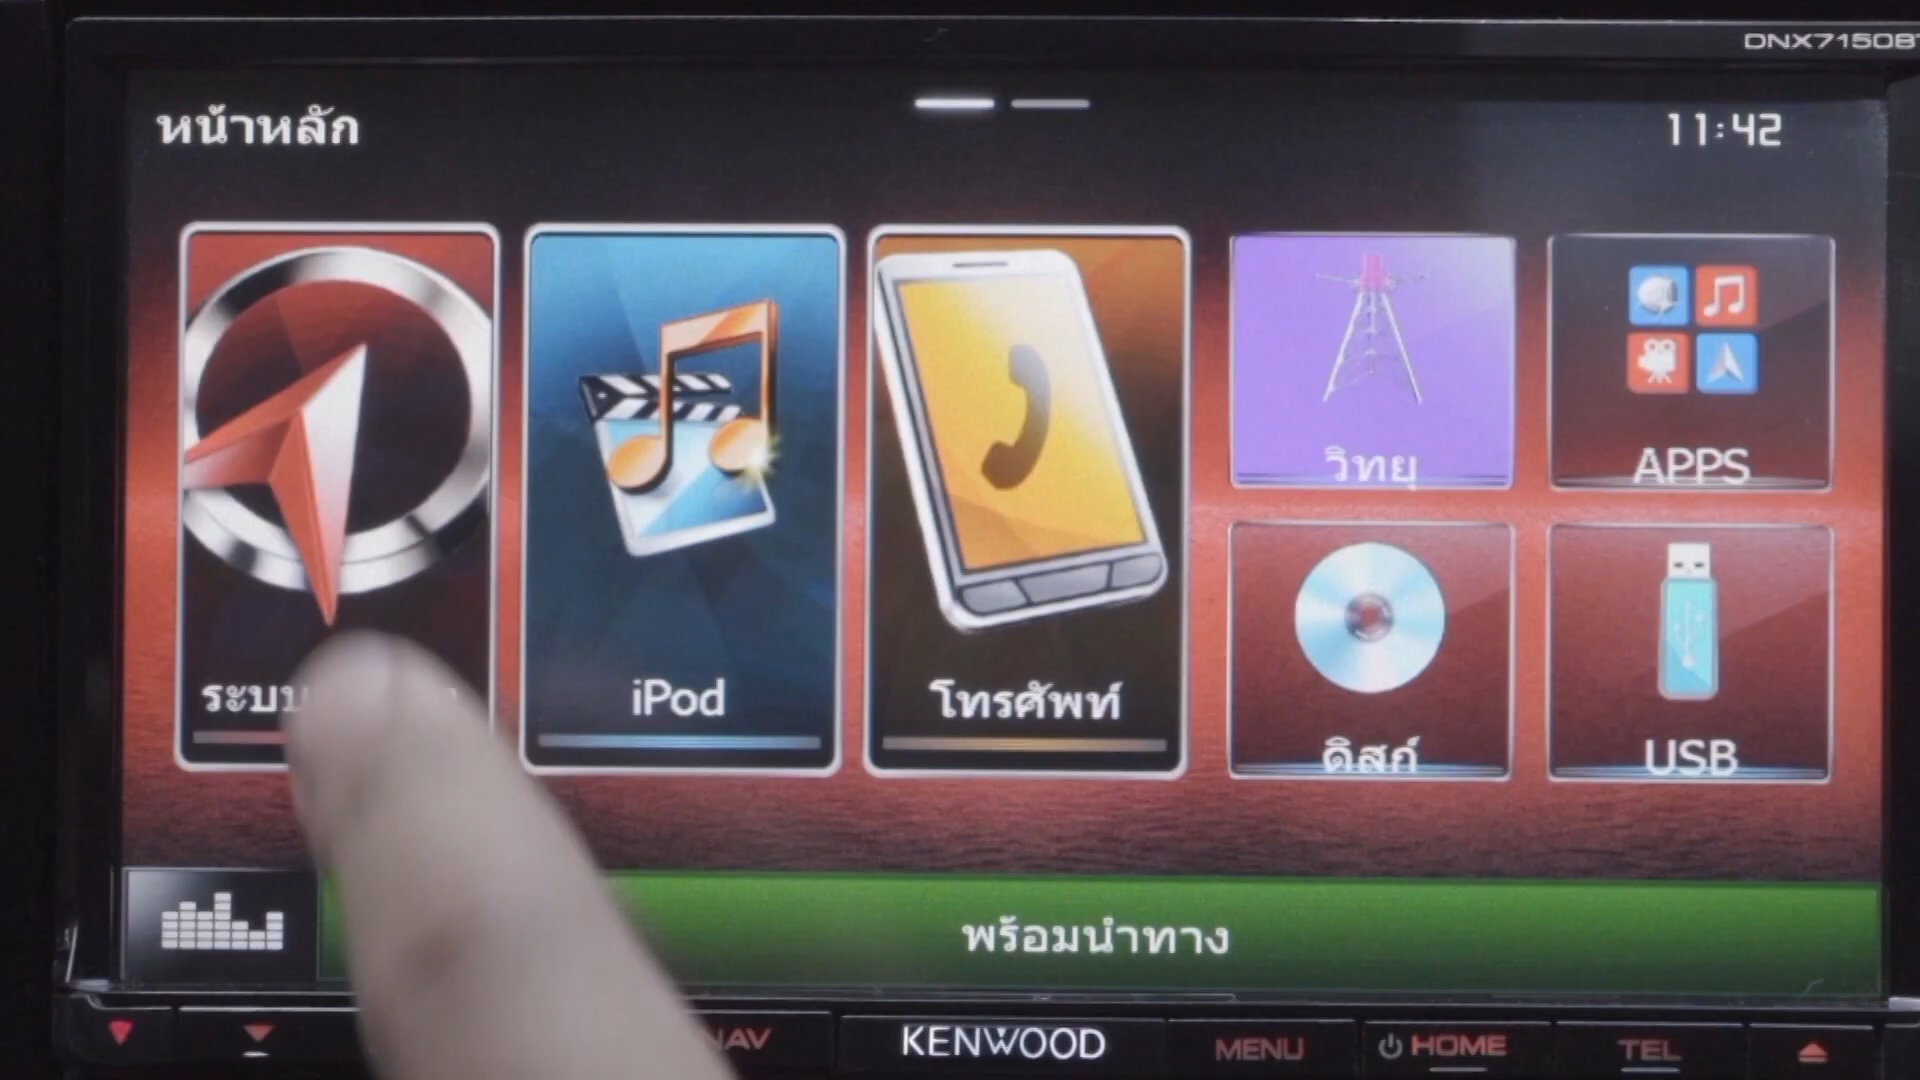 DNX7150BT
หน้าหลัก
11:42
วิทยุ
APPS
ระบบ
iPod
โทรศัพท์
ดิสก์
USB
พร้อมนำทาง
NAV
KENWOOD
MENU
HOME
TEL